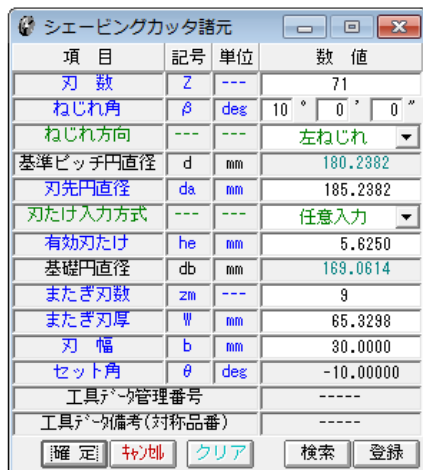 シェービングカッタ諸元
項 目 記号 単位 数 値
刃 数 Z --- 71
ねじれ角 β deg 10 ° 0 ' 0 "
ねじれ方向 --- --- 左ねじれ
基準ピッチ円直径 d mm 180.2382
刃先円直径 da mm 185.2382
刃たけ入力方式 --- --- 任意入力
有効刃たけ he mm 5.6250
基礎円直径 db mm 169.0614
またぎ刃数 zm --- 9
またぎ刃厚 W mm 65.3298
刃 幅 b mm 30.0000
セット角 θ deg -10.00000
工具ﾃﾞｰﾀ管理番号 -----
工具ﾃﾞｰﾀ備考(対称品番) -----
確 定 ｷｬﾝｾﾙ クリア 検索 登録